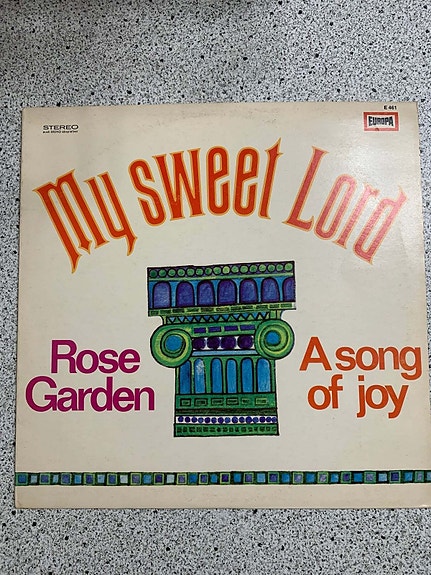 E 461
STEREO
EUROPA
My sweet Lord
Rose
Garden
A song
of joy